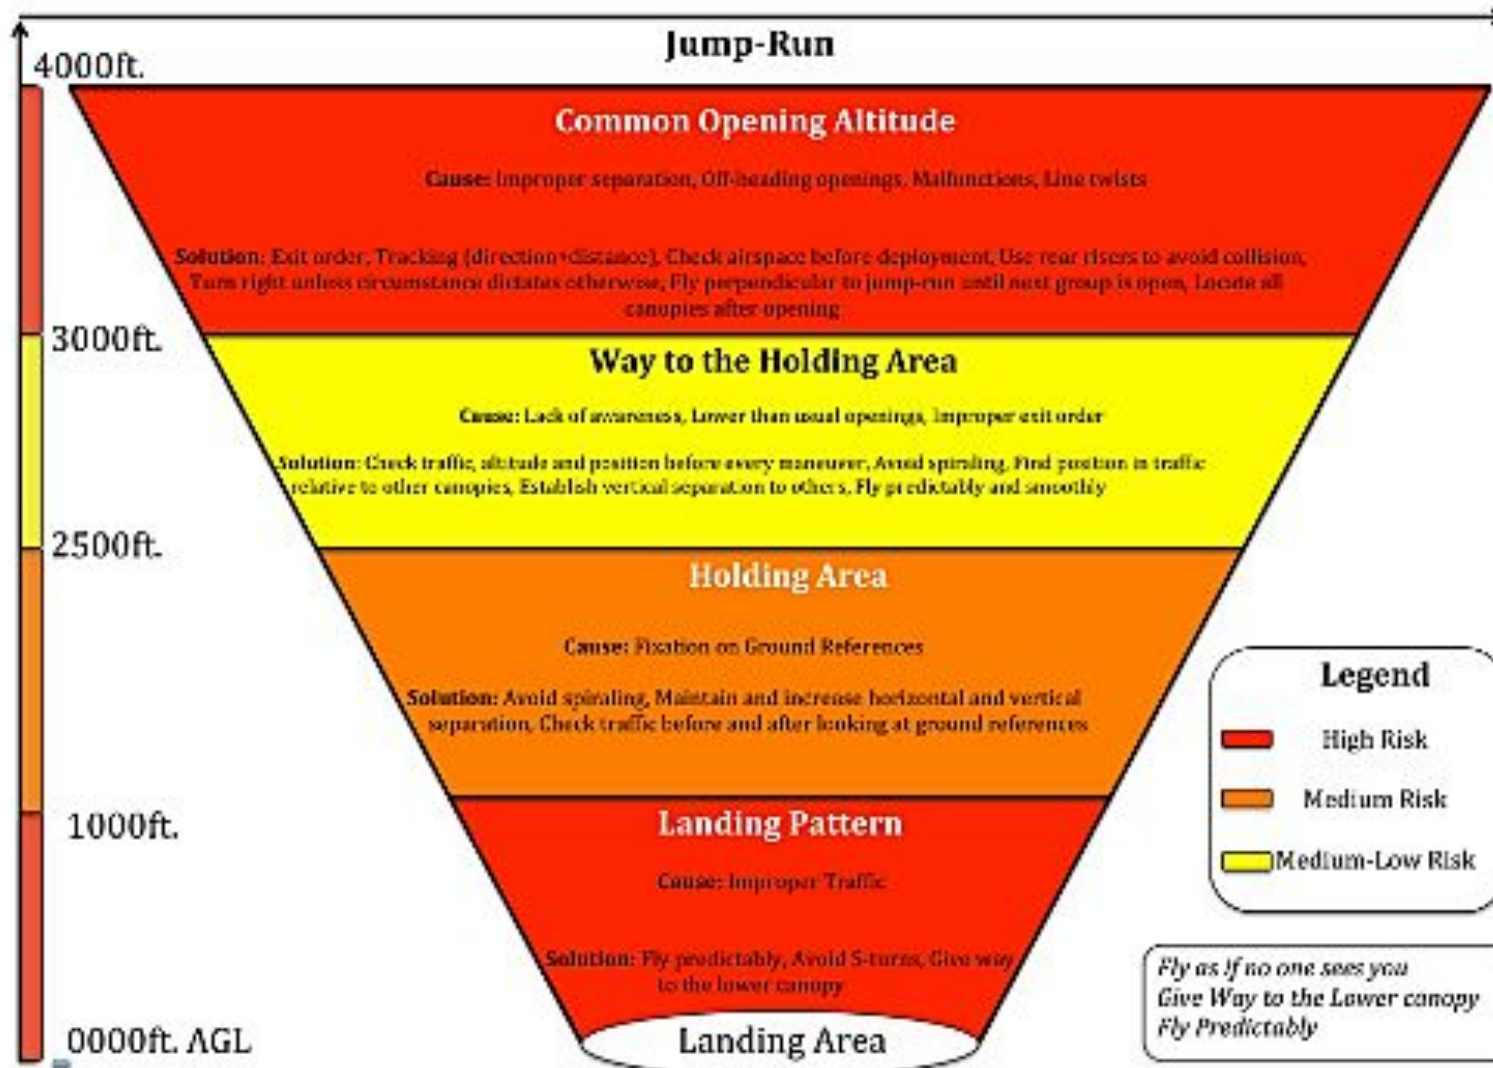 Jump-Run
4000ft.
Common Opening Altitude
Cause: Improper separation, Off-heading openings, Malfunctions, Line twists
Solution: Exit order, Tracking (direction+distance), Check airspace before deployment, Use rear risers to avoid collision,
Turn right unless circumstance dictates otherwise, Fly perpendicular to jump-run until next group is open, Locate all
canopies after opening
3000ft.
Way to the Holding Area
Cause: Lack of awareness, Lower than usual openings, Improper exit order
Solution: Check traffic, altitude and position before every maneuver, Avoid spiraling, Find position in traffic
relative to other canopies, Establish vertical separation to others, Fly predictably and smoothly
2500ft.
Holding Area
Cause: Fixation on Ground References
Solution: Avoid spiraling, Maintain and increase horizontal and vertical
separation, Check traffic before and after looking at ground references
1000ft.
Landing Pattern
Cause: Improper Traffic
Solution: Fly predictably, Avoid S-turns, Give way
to the lower canopy
0000ft. AGL
Landing Area
Legend
High Risk
Medium Risk
Medium-Low Risk
Fly as if no one sees you
Give Way to the Lower canopy
Fly Predictably